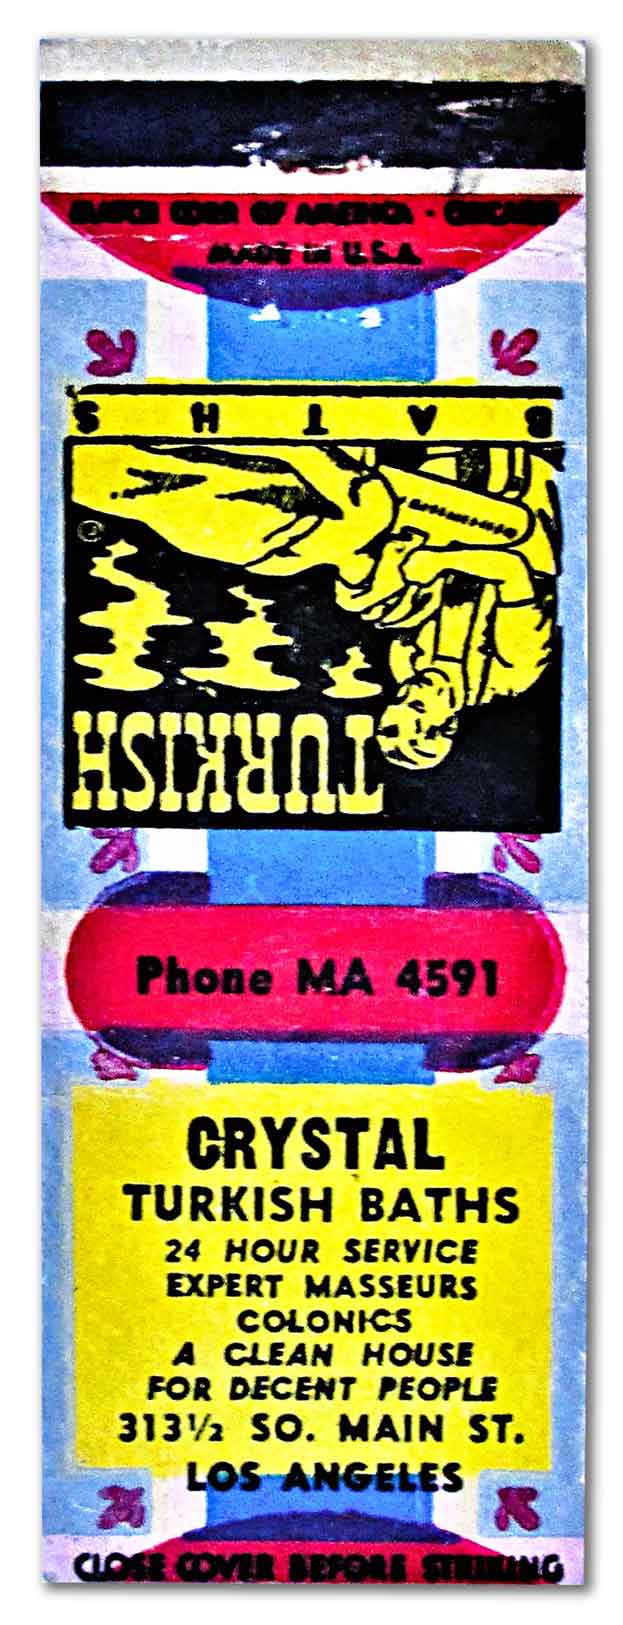 MATCH CORP. OF AMERICA - CHICAGO
MADE IN U.S.A.
BATHS
TURKISH
Phone MA 4591
CRYSTAL
TURKISH BATHS
24 HOUR SERVICE
EXPERT MASSEURS
COLONICS
A CLEAN HOUSE
FOR DECENT PEOPLE
313½ SO. MAIN ST.
LOS ANGELES
CLOSE COVER BEFORE STRIKING